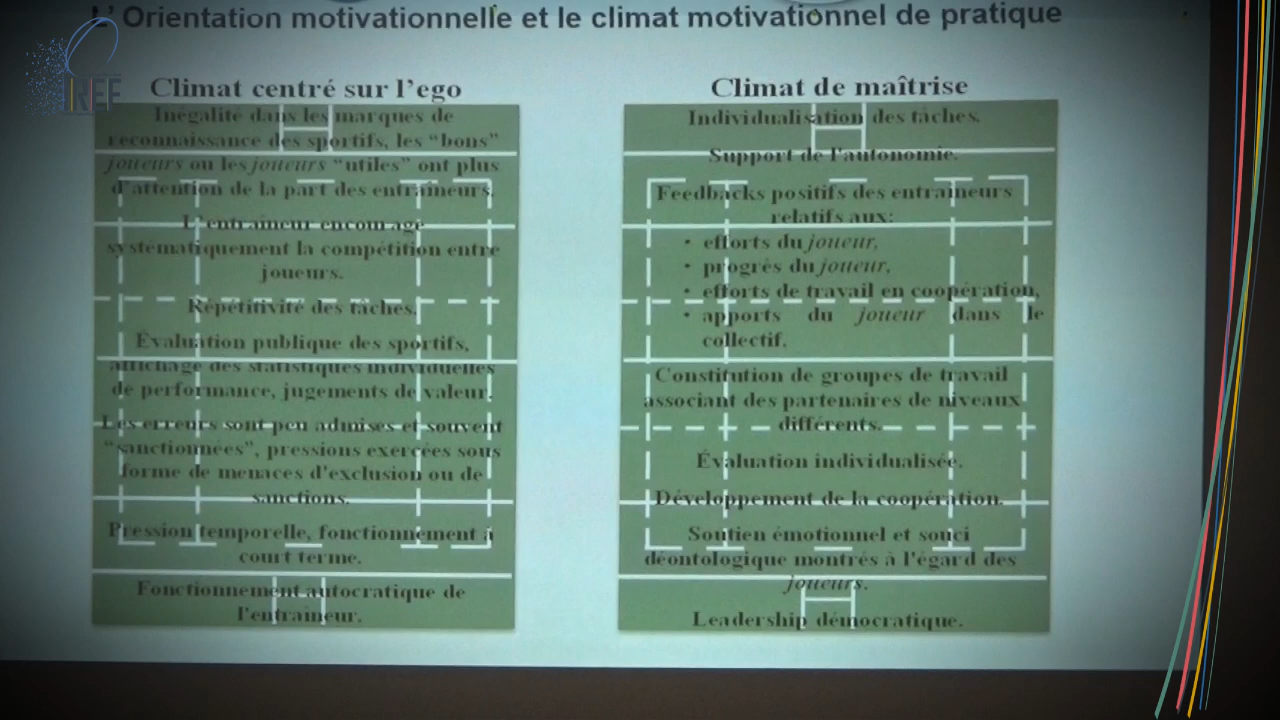 L' Orientation motivationnelle et le climat motivationnel de pratique
IREF
Climat centré sur l'ego
Inégalité dans les marques de
reconnaissance des sportifs, les “bons”
joueurs ou les joueurs “utiles” ont plus
d'attention de la part des entraîneurs.
L'entraîneur encourage
systématiquement la compétition entre
joueurs.
Répétitivité des tâches.
Évaluation publique des sportifs,
affichage des statistiques individuelles
de performance, jugements de valeur.
Les erreurs sont peu admises et souvent
“sanctionnées”, pressions exercées sous
forme de menaces d'exclusion ou de
sanctions.
Pression temporelle, fonctionnement à
court terme.
Fonctionnement autocratique de
l'entraîneur.
Climat de maîtrise
Individualisation des tâches.
Support de l'autonomie.
Feedbacks positifs des entraîneurs
relatifs aux:
• efforts du joueur,
• progrès du joueur,
• efforts de travail en coopération,
• apports du joueur dans le
collectif.
Constitution de groupes de travail
associant des partenaires de niveaux
différents.
Évaluation individualisée.
Développement de la coopération.
Soutien émotionnel et souci
déontologique montrés à l'égard des
joueurs.
Leadership démocratique.